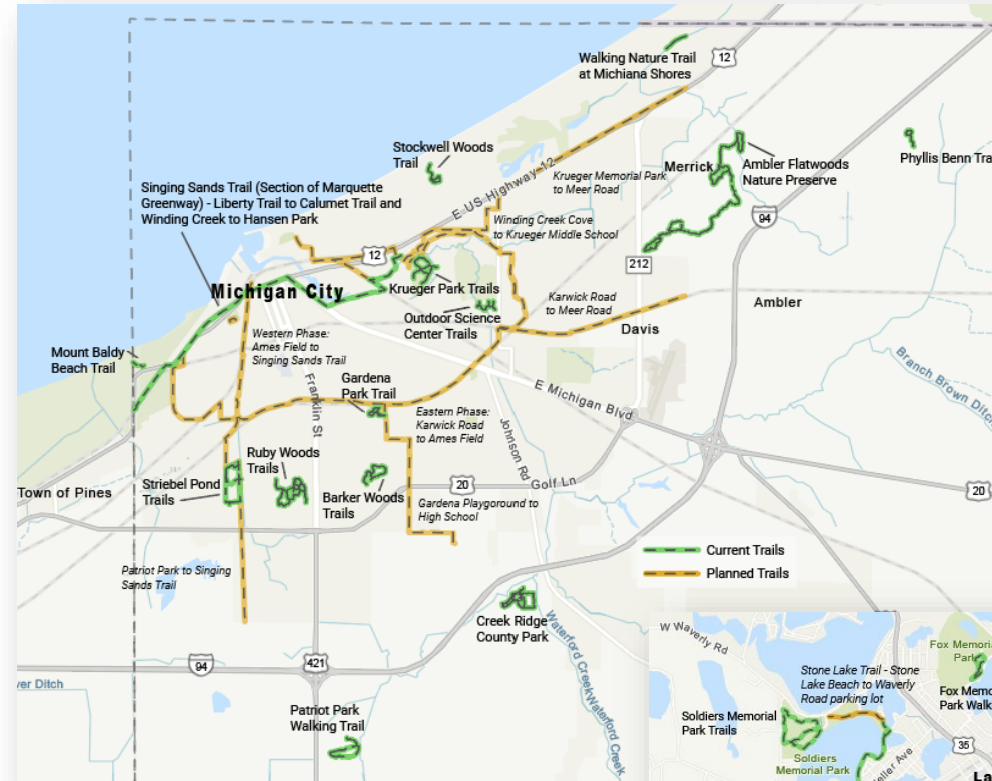 Walking Nature Trail
at Michiana Shores
12
Stockwell Woods
Trail
E US Highway 12
Krueger Memorial Park
to Meer Road
Merrick
Ambler Flatwoods
Nature Preserve
Phyllis Benn Tra
Singing Sands Trail (Section of Marquette
Greenway) - Liberty Trail to Calumet Trail and
Winding Creek to Hansen Park
Winding Creek Cove
to Krueger Middle School
94
12
212
Michigan City
Krueger Park Trails
Karwick Road
to Meer Road
Ambler
Outdoor Science
Center Trails
Davis
Western Phase:
Ames Field to
Singing Sands Trail
Mount Baldy
Beach Trail
Branch Brown Ditch
Franklin St
Gardena
Park Trail
E Michigan Blvd
Eastern Phase:
Karwick Road
to Ames Field
Johnson Rd
Ruby Woods
Trails
Striebel Pond
Trails
Barker Woods
Trails
20
Golf Ln
Town of Pines
20
Gardena Playgoround to
High School
Current Trails
Planned Trails
Patriot Park to Singing
Sands Trail
Creek Ridge
County Park
Waterford Creek
Waterford Creek
94
421
ver Ditch
Patriot Park
Walking Trail
W Waverly Rd
Fox Memoria
Park
Stone Lake Trail - Stone
Lake Beach to Waverly
Road parking lot
Fox Memo
Park Walk
Soldiers Memorial
Park Trails
35
Soldiers
Memorial Park
eller Ave
La